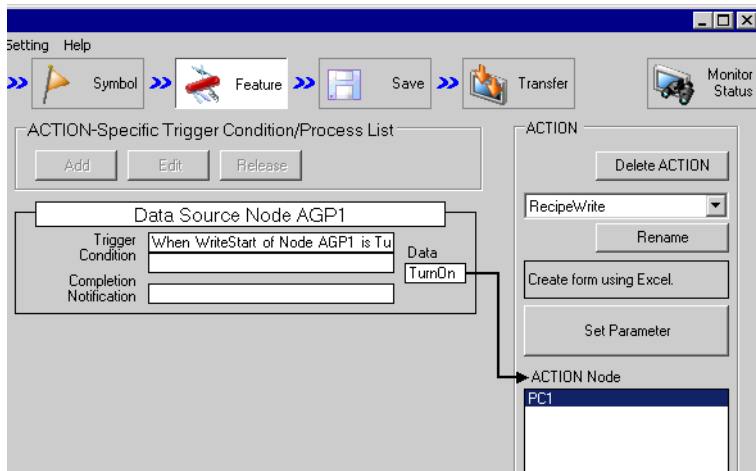 Setting Help
Symbol
Feature
Save
Transfer
Monitor
Status
ACTION-Specific Trigger Condition/Process List
Add
Edit
Release
Data Source Node AGP1
Trigger
Condition
When WriteStart of Node AGP1 is Tu
Data
TurnOn
Completion
Notification
ACTION
Delete ACTION
RecipeWrite
Rename
Create form using Excel.
Set Parameter
ACTION Node
PC1